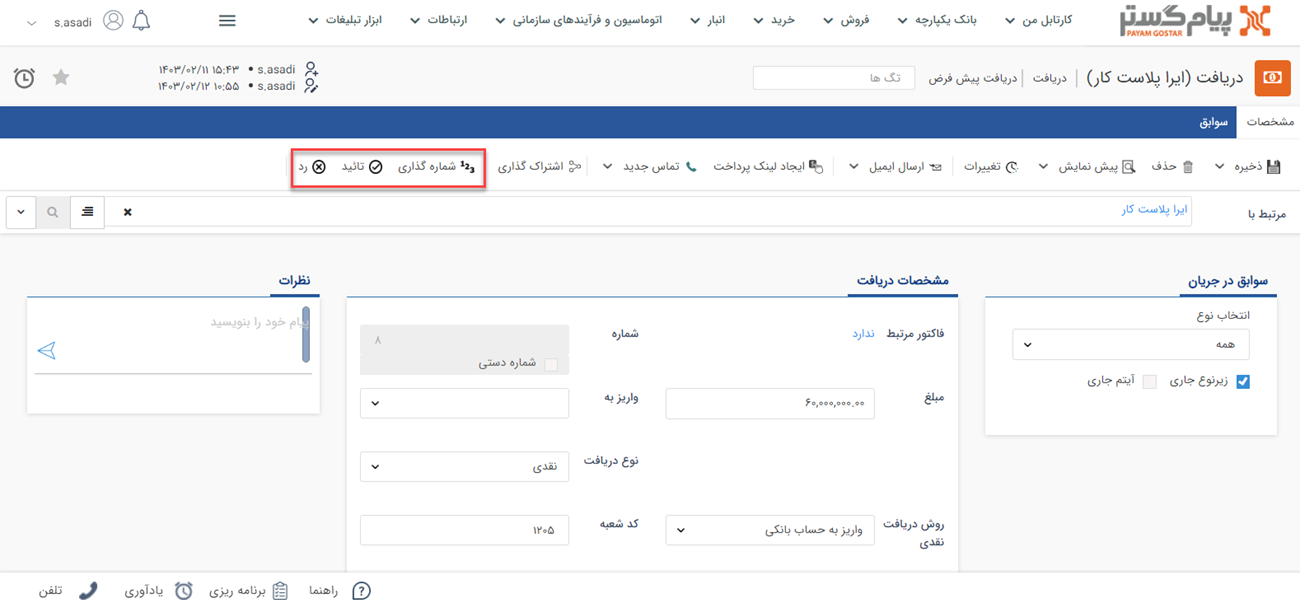 پیام‌گستر
PAYAM GOSTAR
کارتابل من بانک یکپارچه فروش خرید انبار اتوماسیون و فرآیندهای سازمانی ارتباطات ابزار تبلیغات
s.asadi
دریافت (ایرا پلاست کار) | دریافت | دریافت پیش فرض
تگ ها
s.asadi • ۱۴۰۳/۰۲/۱۱ ۱۵:۴۳
s.asadi • ۱۴۰۳/۰۲/۱۲ ۱۰:۵۵
مشخصات سوابق
ذخیره حذف پیش نمایش تغییرات ارسال ایمیل ایجاد لینک پرداخت تماس جدید اشتراک گذاری شماره گذاری تائید رد
مرتبط با ایرا پلاست کار
سوابق در جریان
انتخاب نوع
همه
زیرنوع جاری آیتم جاری
مشخصات دریافت
فاکتور مرتبط ندارد
شماره ۸
شماره دستی
مبلغ ۶۰,۰۰۰,۰۰۰.۰۰
واریز به
نوع دریافت نقدی
روش دریافت نقدی واریز به حساب بانکی
کد شعبه ۱۲۰۵
نظرات
پیام خود را بنویسید
راهنما برنامه ریزی یادآوری تلفن